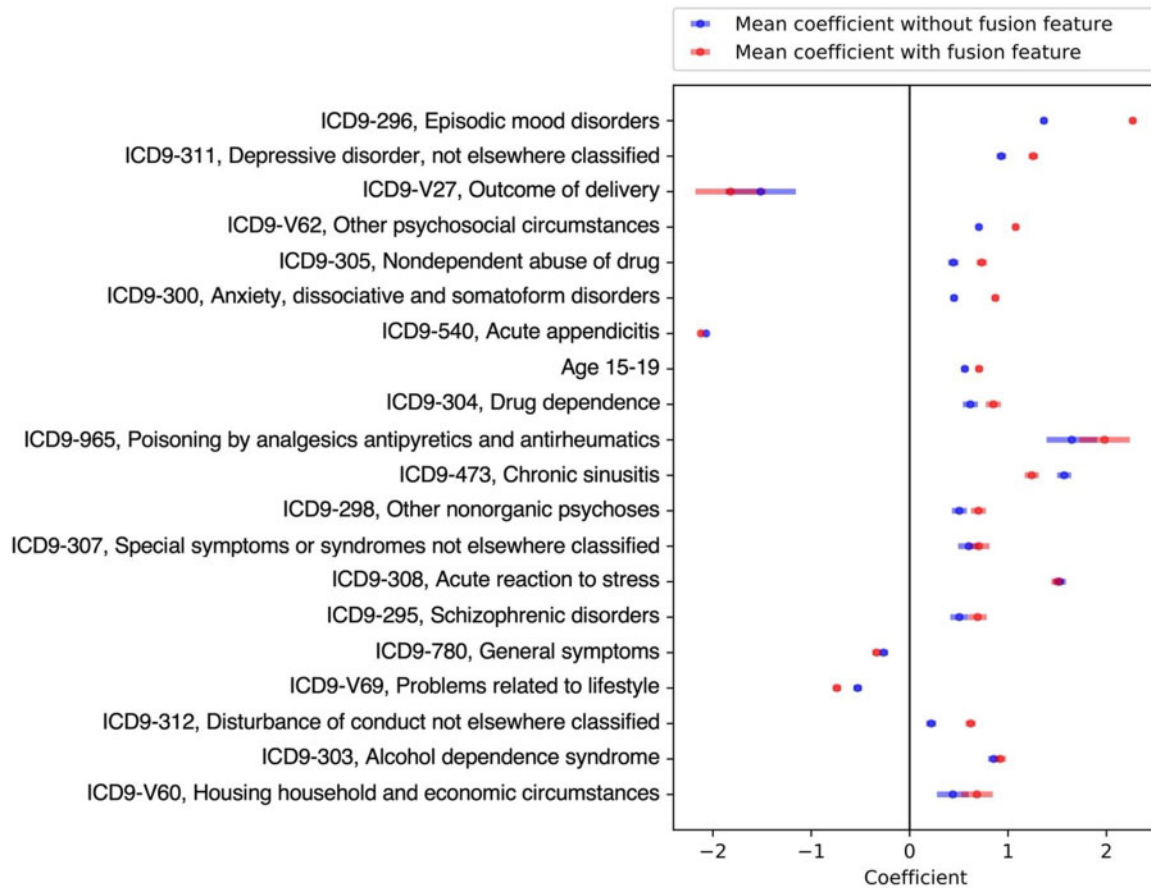 Mean coefficient without fusion feature
Mean coefficient with fusion feature
ICD9-296, Episodic mood disorders
ICD9-311, Depressive disorder, not elsewhere classified
ICD9-V27, Outcome of delivery
ICD9-V62, Other psychosocial circumstances
ICD9-305, Nondependent abuse of drug
ICD9-300, Anxiety, dissociative and somatoform disorders
ICD9-540, Acute appendicitis
Age 15-19
ICD9-304, Drug dependence
ICD9-965, Poisoning by analgesics antipyretics and antirheumatics
ICD9-473, Chronic sinusitis
ICD9-298, Other nonorganic psychoses
ICD9-307, Special symptoms or syndromes not elsewhere classified
ICD9-308, Acute reaction to stress
ICD9-295, Schizophrenic disorders
ICD9-780, General symptoms
ICD9-V69, Problems related to lifestyle
ICD9-312, Disturbance of conduct not elsewhere classified
ICD9-303, Alcohol dependence syndrome
ICD9-V60, Housing household and economic circumstances
−2 −1 0 1 2
Coefficient